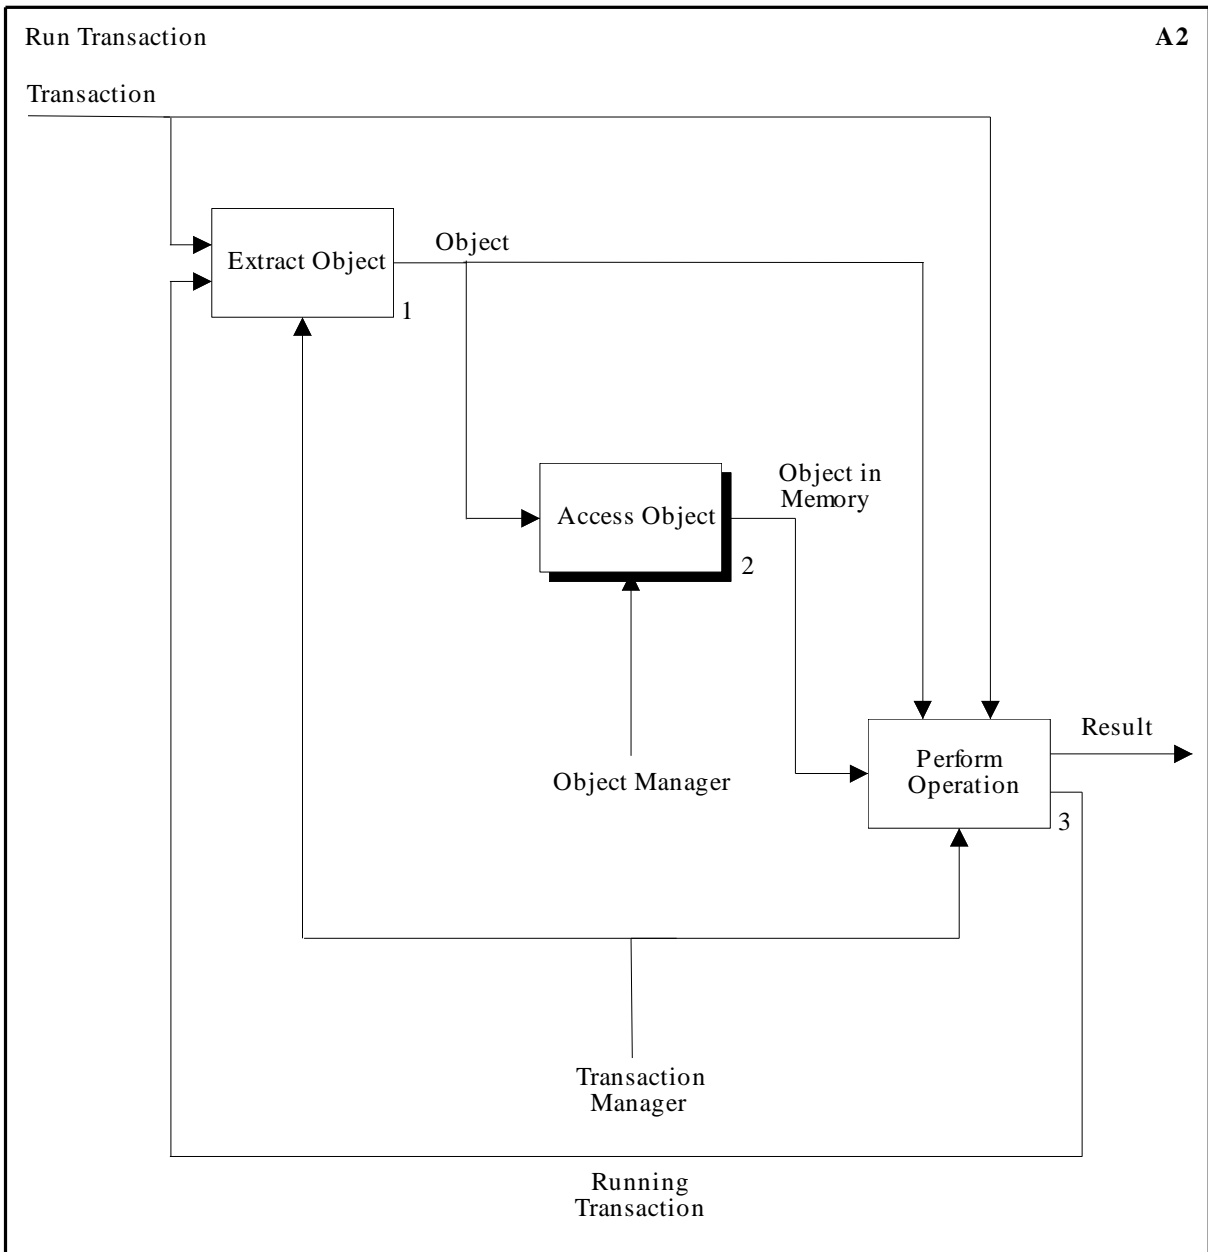 Run Transaction
A2
Transaction
Object
Extract Object
1
Object in
Memory
Access Object
2
Object Manager
Result
Perform
Operation
3
Transaction
Manager
Running
Transaction